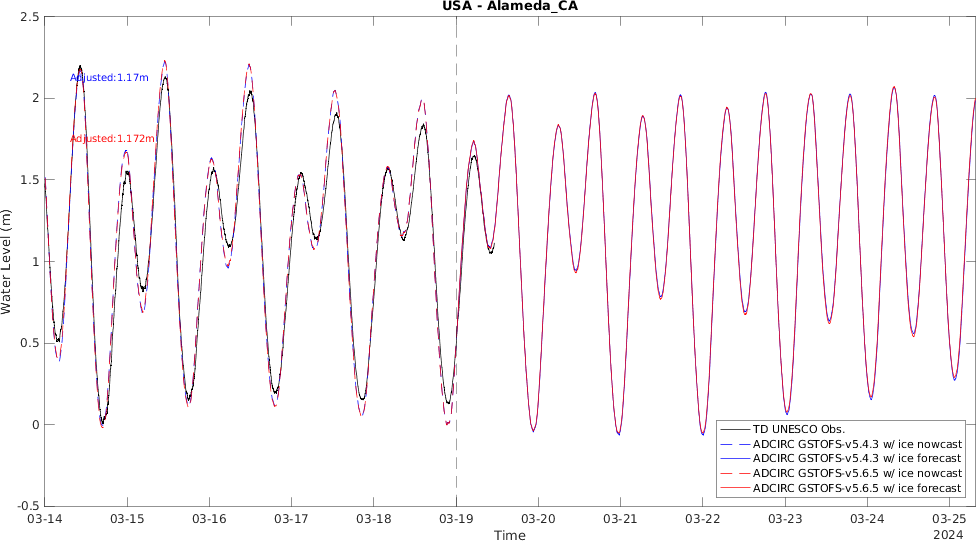 USA - Alameda_CA
2.5
2
1.5
1
0.5
0
-0.5
Water Level (m)
Adjusted:1.17m
Adjusted:1.172m
TD UNESCO Obs.
ADCIRC GSTOFS-v5.4.3 w/ ice nowcast
ADCIRC GSTOFS-v5.4.3 w/ ice forecast
ADCIRC GSTOFS-v5.6.5 w/ ice nowcast
ADCIRC GSTOFS-v5.6.5 w/ ice forecast
03-14 03-15 03-16 03-17 03-18 03-19 03-20 03-21 03-22 03-23 03-24 03-25
Time
2024